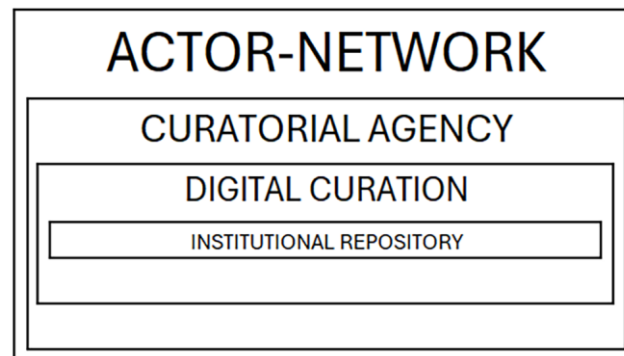 ACTOR-NETWORK
CURATORIAL AGENCY
DIGITAL CURATION
INSTITUTIONAL REPOSITORY